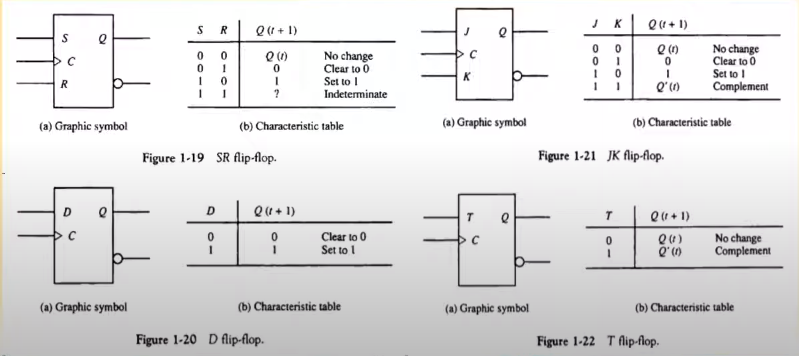 S Q
C
R
S R Q (t + 1)
0 0 Q (t) No change
0 1 0 Clear to 0
1 0 1 Set to 1
1 1 ? Indeterminate
(a) Graphic symbol
(b) Characteristic table
Figure 1-19 SR flip-flop.
J Q
C
K
J K Q (t + 1)
0 0 Q (t) No change
0 1 0 Clear to 0
1 0 1 Set to 1
1 1 Q' (t) Complement
(a) Graphic symbol
(b) Characteristic table
Figure 1-21 JK flip-flop.
D Q
C
D Q (t + 1)
0 0 Clear to 0
1 1 Set to 1
(a) Graphic symbol
(b) Characteristic table
Figure 1-20 D flip-flop.
T Q
C
T Q (t + 1)
0 Q (t) No change
1 Q' (t) Complement
(a) Graphic symbol
(b) Characteristic table
Figure 1-22 T flip-flop.